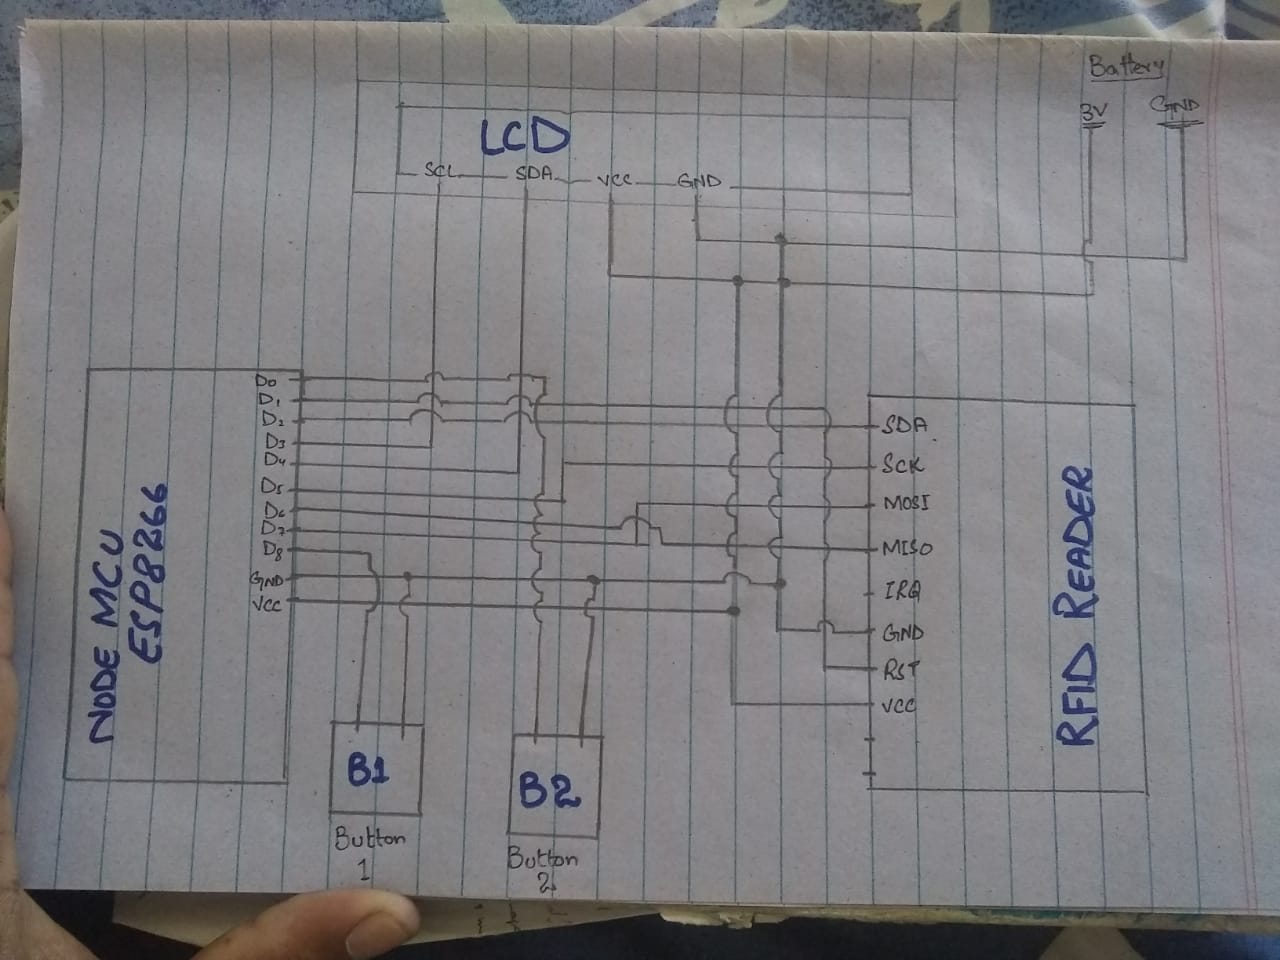 Battery
3V GND
LCD
SCL SDA VCC GND
D0
D1
D2
D3
D4
D5
D6
D7
D8
GND
VCC
NODE MCU
ESP8266
SDA
SCK
MOSI
MISO
IRQ
GND
RST
VCC
RFID READER
B1
Button
1
B2
Button
2